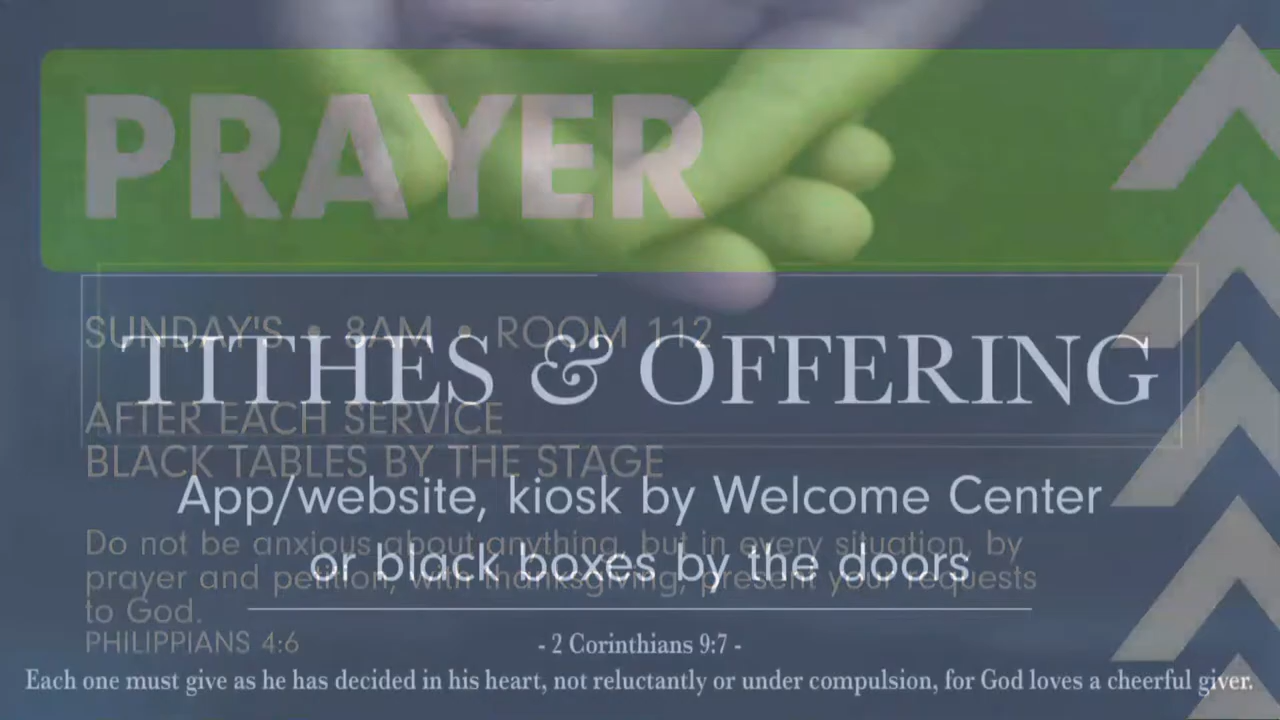 PRAYER
SUNDAY'S • 8AM • ROOM 112
TITHES & OFFERING
AFTER EACH SERVICE
BLACK TABLES BY THE STAGE
App/website, kiosk by Welcome Center
Do not be anxious about anything, but in every situation, by
or black boxes by the doors
prayer and petition, with thanksgiving, present your requests
to God.
PHILIPPIANS 4:6
- 2 Corinthians 9:7 -
Each one must give as he has decided in his heart, not reluctantly or under compulsion, for God loves a cheerful giver.